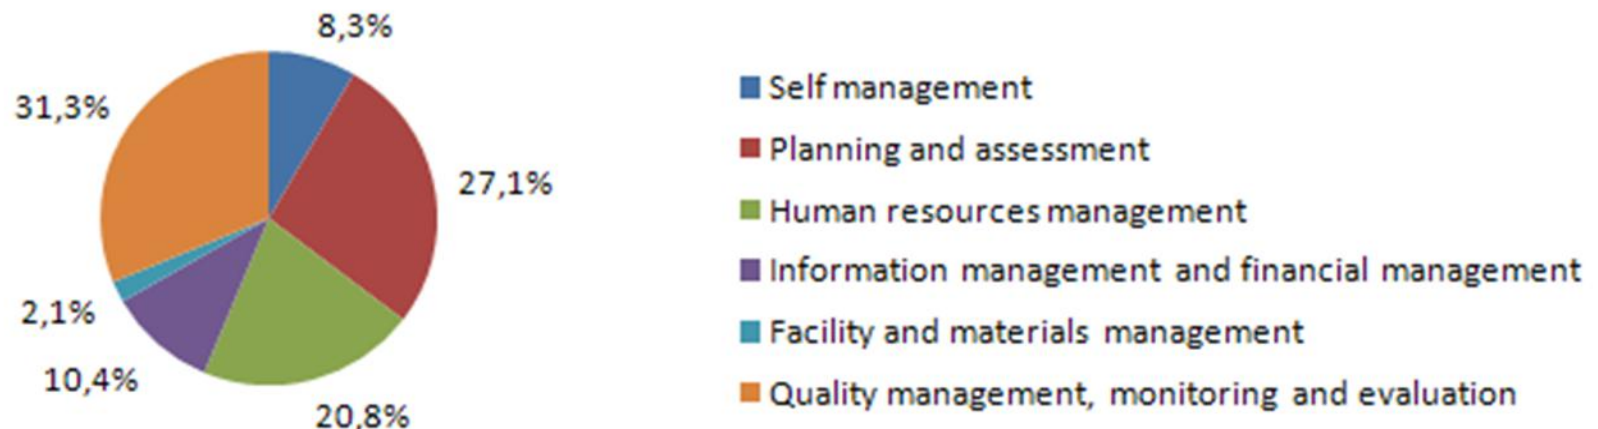 8,3%
31,3%
27,1%
2,1%
10,4%
20,8%
Self management
Planning and assessment
Human resources management
Information management and financial management
Facility and materials management
Quality management, monitoring and evaluation